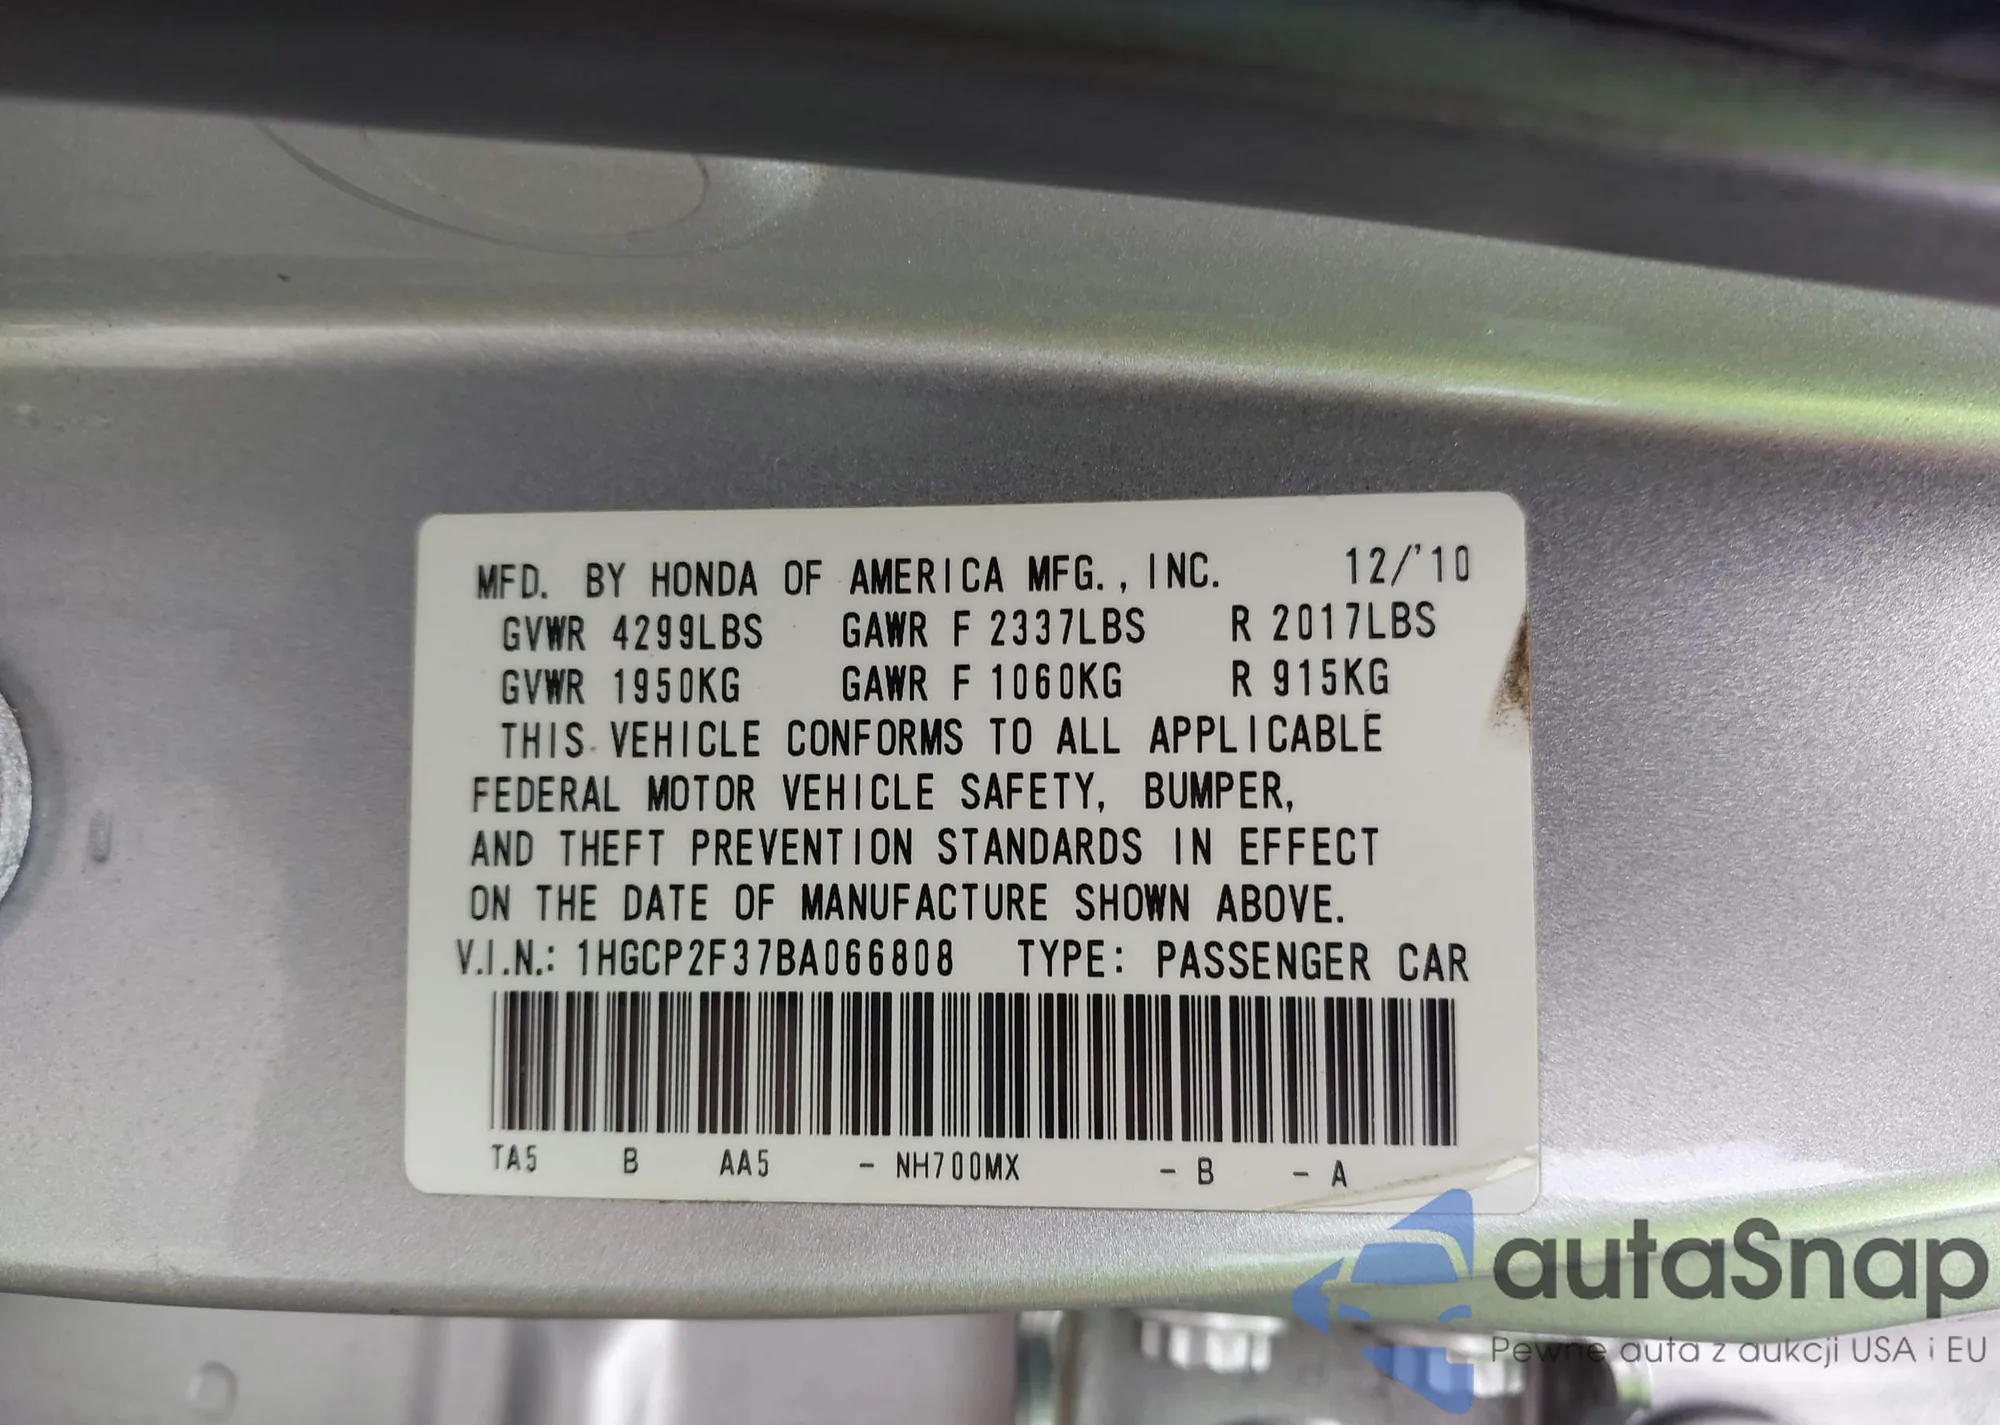 MFD. BY HONDA OF AMERICA MFG., INC. 12/'10
GVWR 4299LBS GAWR F 2337LBS R 2017LBS
GVWR 1950KG GAWR F 1060KG R 915KG
THIS VEHICLE CONFORMS TO ALL APPLICABLE
FEDERAL MOTOR VEHICLE SAFETY, BUMPER,
AND THEFT PREVENTION STANDARDS IN EFFECT
ON THE DATE OF MANUFACTURE SHOWN ABOVE.
V.I.N.: 1HGCP2F37BA066808 TYPE: PASSENGER CAR
TA5 B AA5 - NH700MX - B - A
autaSnap
Pewne auta z aukcji USA i EU